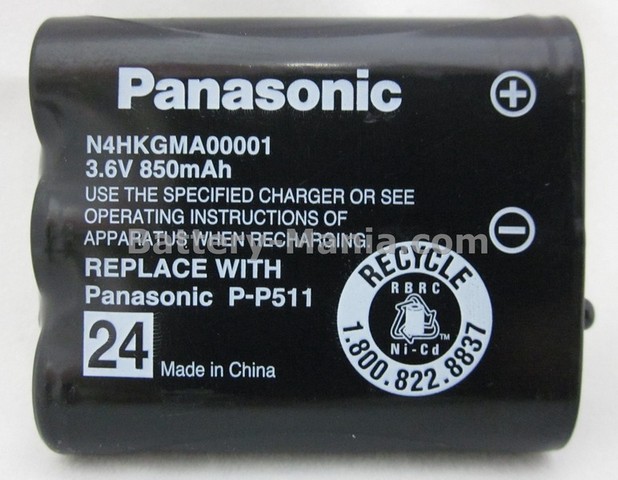 Panasonic
+
N4HKGMA00001
3.6V 850mAh
USE THE SPECIFIED CHARGER OR SEE
OPERATING INSTRUCTIONS OF
APPARATUS WHEN RECHARGING.
−
Battery-Mania.com
REPLACE WITH
Panasonic P-P511
24
Made in China
RECYCLE
RBRC
TM
Ni-Cd
1.800.822.8837